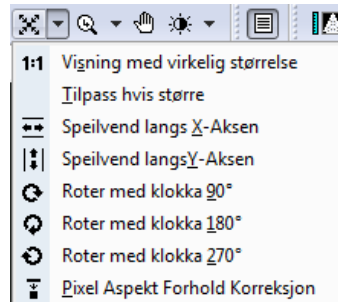 1:1 Visning med virkelig størrelse
Tilpass hvis større
Speilvend langs X-Aksen
Speilvend langsY-Aksen
Roter med klokka 90°
Roter med klokka 180°
Roter med klokka 270°
Pixel Aspekt Forhold Korreksjon